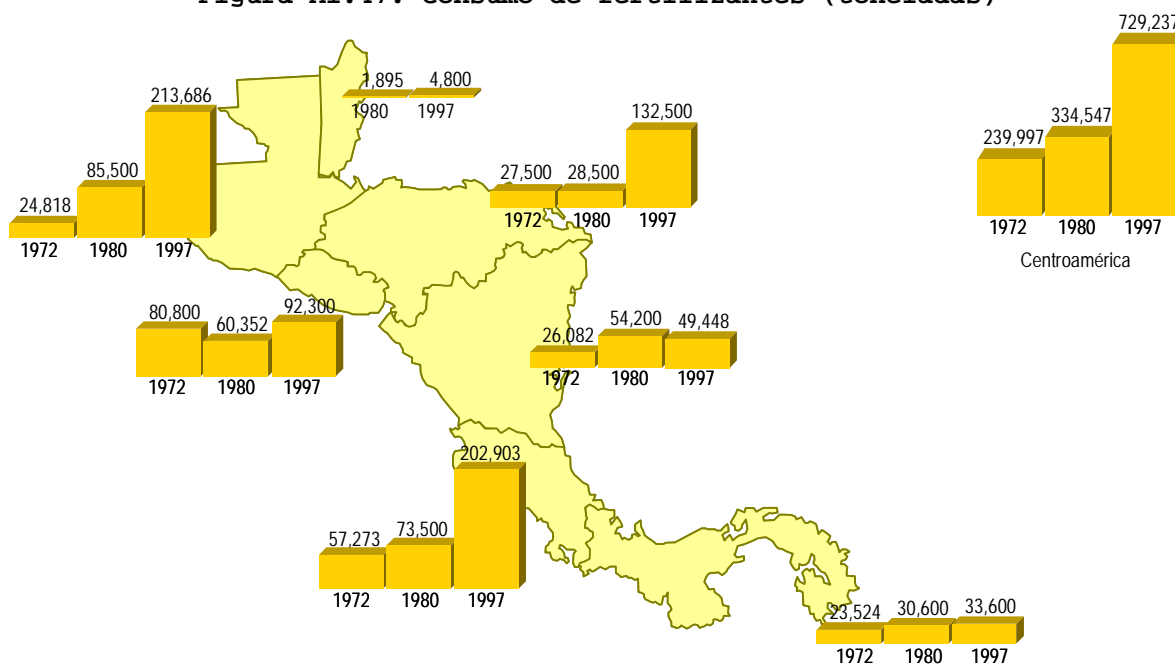 Figura A1.17. Consumo de fertilizantes (toneladas)
1,895 4,800
1980 1997
213,686
85,500
24,818
1972 1980 1997
132,500
27,500 28,500
1972 1980 1997
729,237
334,547
239,997
1972 1980 1997
Centroamérica
92,300
80,800
60,352
1972 1980 1997
54,200
49,448
26,082
1972 1980 1997
202,903
73,500
57,273
1972 1980 1997
23,524 30,600 33,600
1972 1980 1997